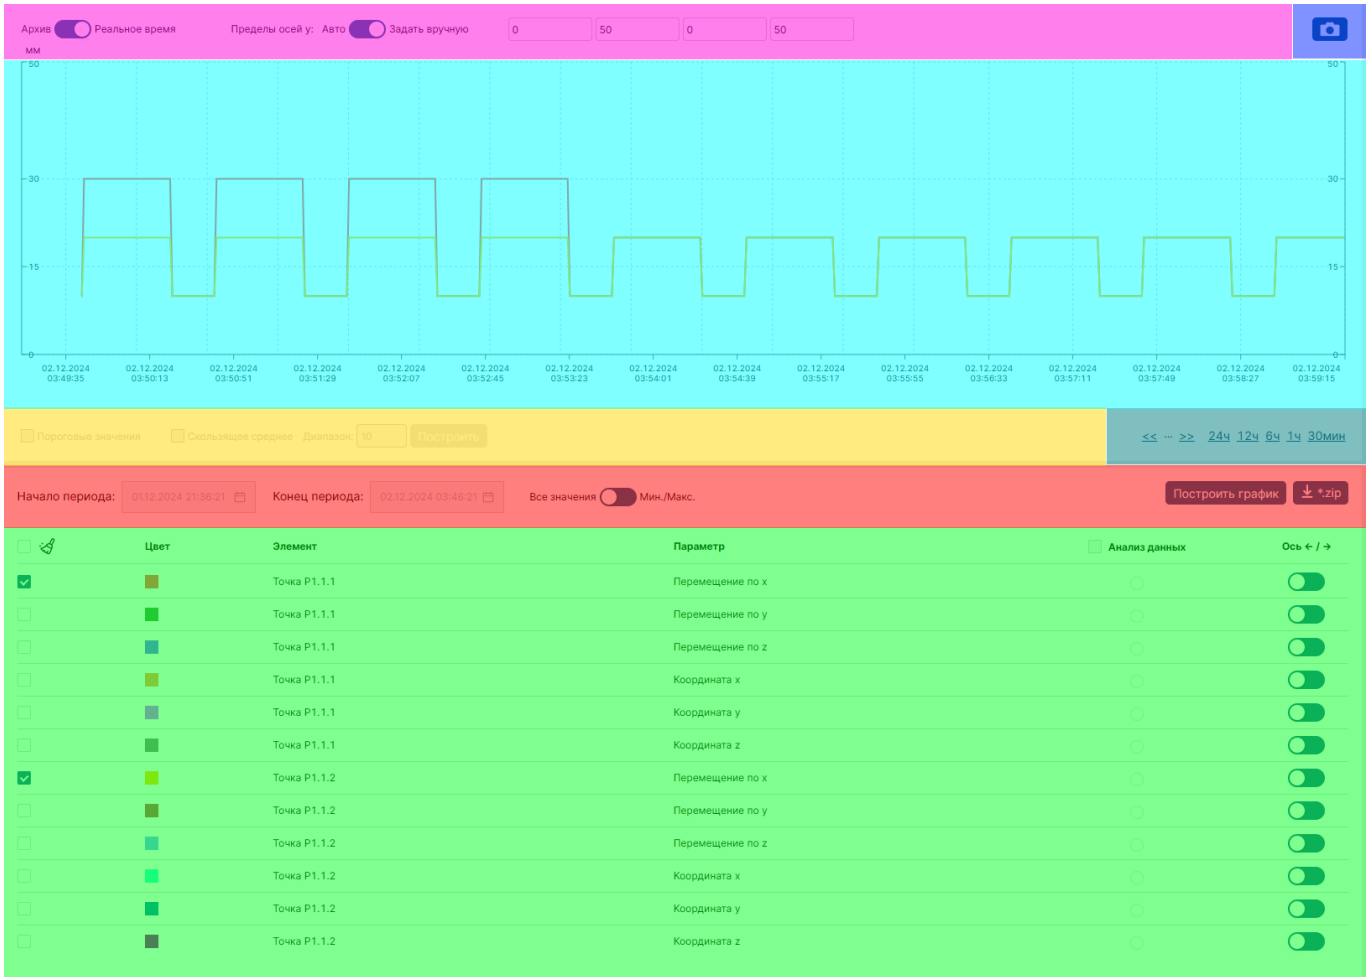 Архив Реальное время Пределы осей y: Авто Задать вручную 0 50 0 50
мм
50 50
30 30
15 15
0 0
02.12.2024 02.12.2024 02.12.2024 02.12.2024 02.12.2024 02.12.2024 02.12.2024 02.12.2024 02.12.2024 02.12.2024 02.12.2024 02.12.2024 02.12.2024 02.12.2024 02.12.2024 02.12.2024
03:49:35 03:50:13 03:50:51 03:51:29 03:52:07 03:52:45 03:53:23 03:54:01 03:54:39 03:55:17 03:55:55 03:56:33 03:57:11 03:57:49 03:58:27 03:59:15
Пороговые значения Скользящее среднее Диапазон: 10 Построить << ... >> 24ч 12ч 6ч 1ч 30мин
Начало периода: 01.12.2024 21:36:21 Конец периода: 02.12.2024 03:46:21 Все значения Мин./Макс. Построить график *.zip
Цвет Элемент Параметр Анализ данных Ось ← / →
Точка P1.1.1 Перемещение по x
Точка P1.1.1 Перемещение по y
Точка P1.1.1 Перемещение по z
Точка P1.1.1 Координата x
Точка P1.1.1 Координата y
Точка P1.1.1 Координата z
Точка P1.1.2 Перемещение по x
Точка P1.1.2 Перемещение по y
Точка P1.1.2 Перемещение по z
Точка P1.1.2 Координата x
Точка P1.1.2 Координата y
Точка P1.1.2 Координата z